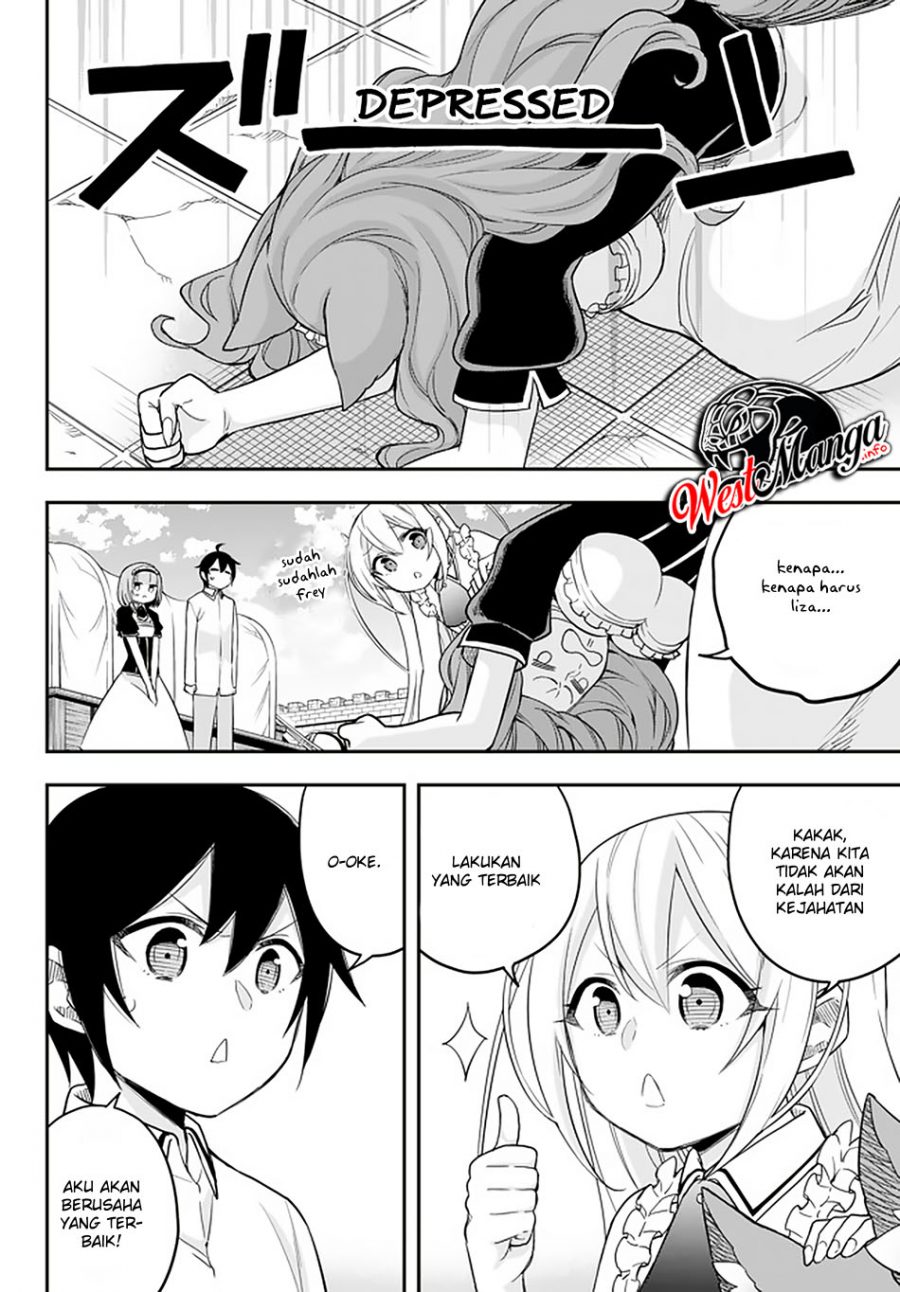 ズーン
DEPRESSED
WestManga
.info
kenapa...
kenapa harus
liza...
sudah
sudahlah
frey
KAKAK,
KARENA KITA
TIDAK AKAN
KALAH DARI
KEJAHATAN
LAKUKAN
YANG TERBAIK
O-OKE.
AKU AKAN
BERUSAHA
YANG TER-
BAIK!